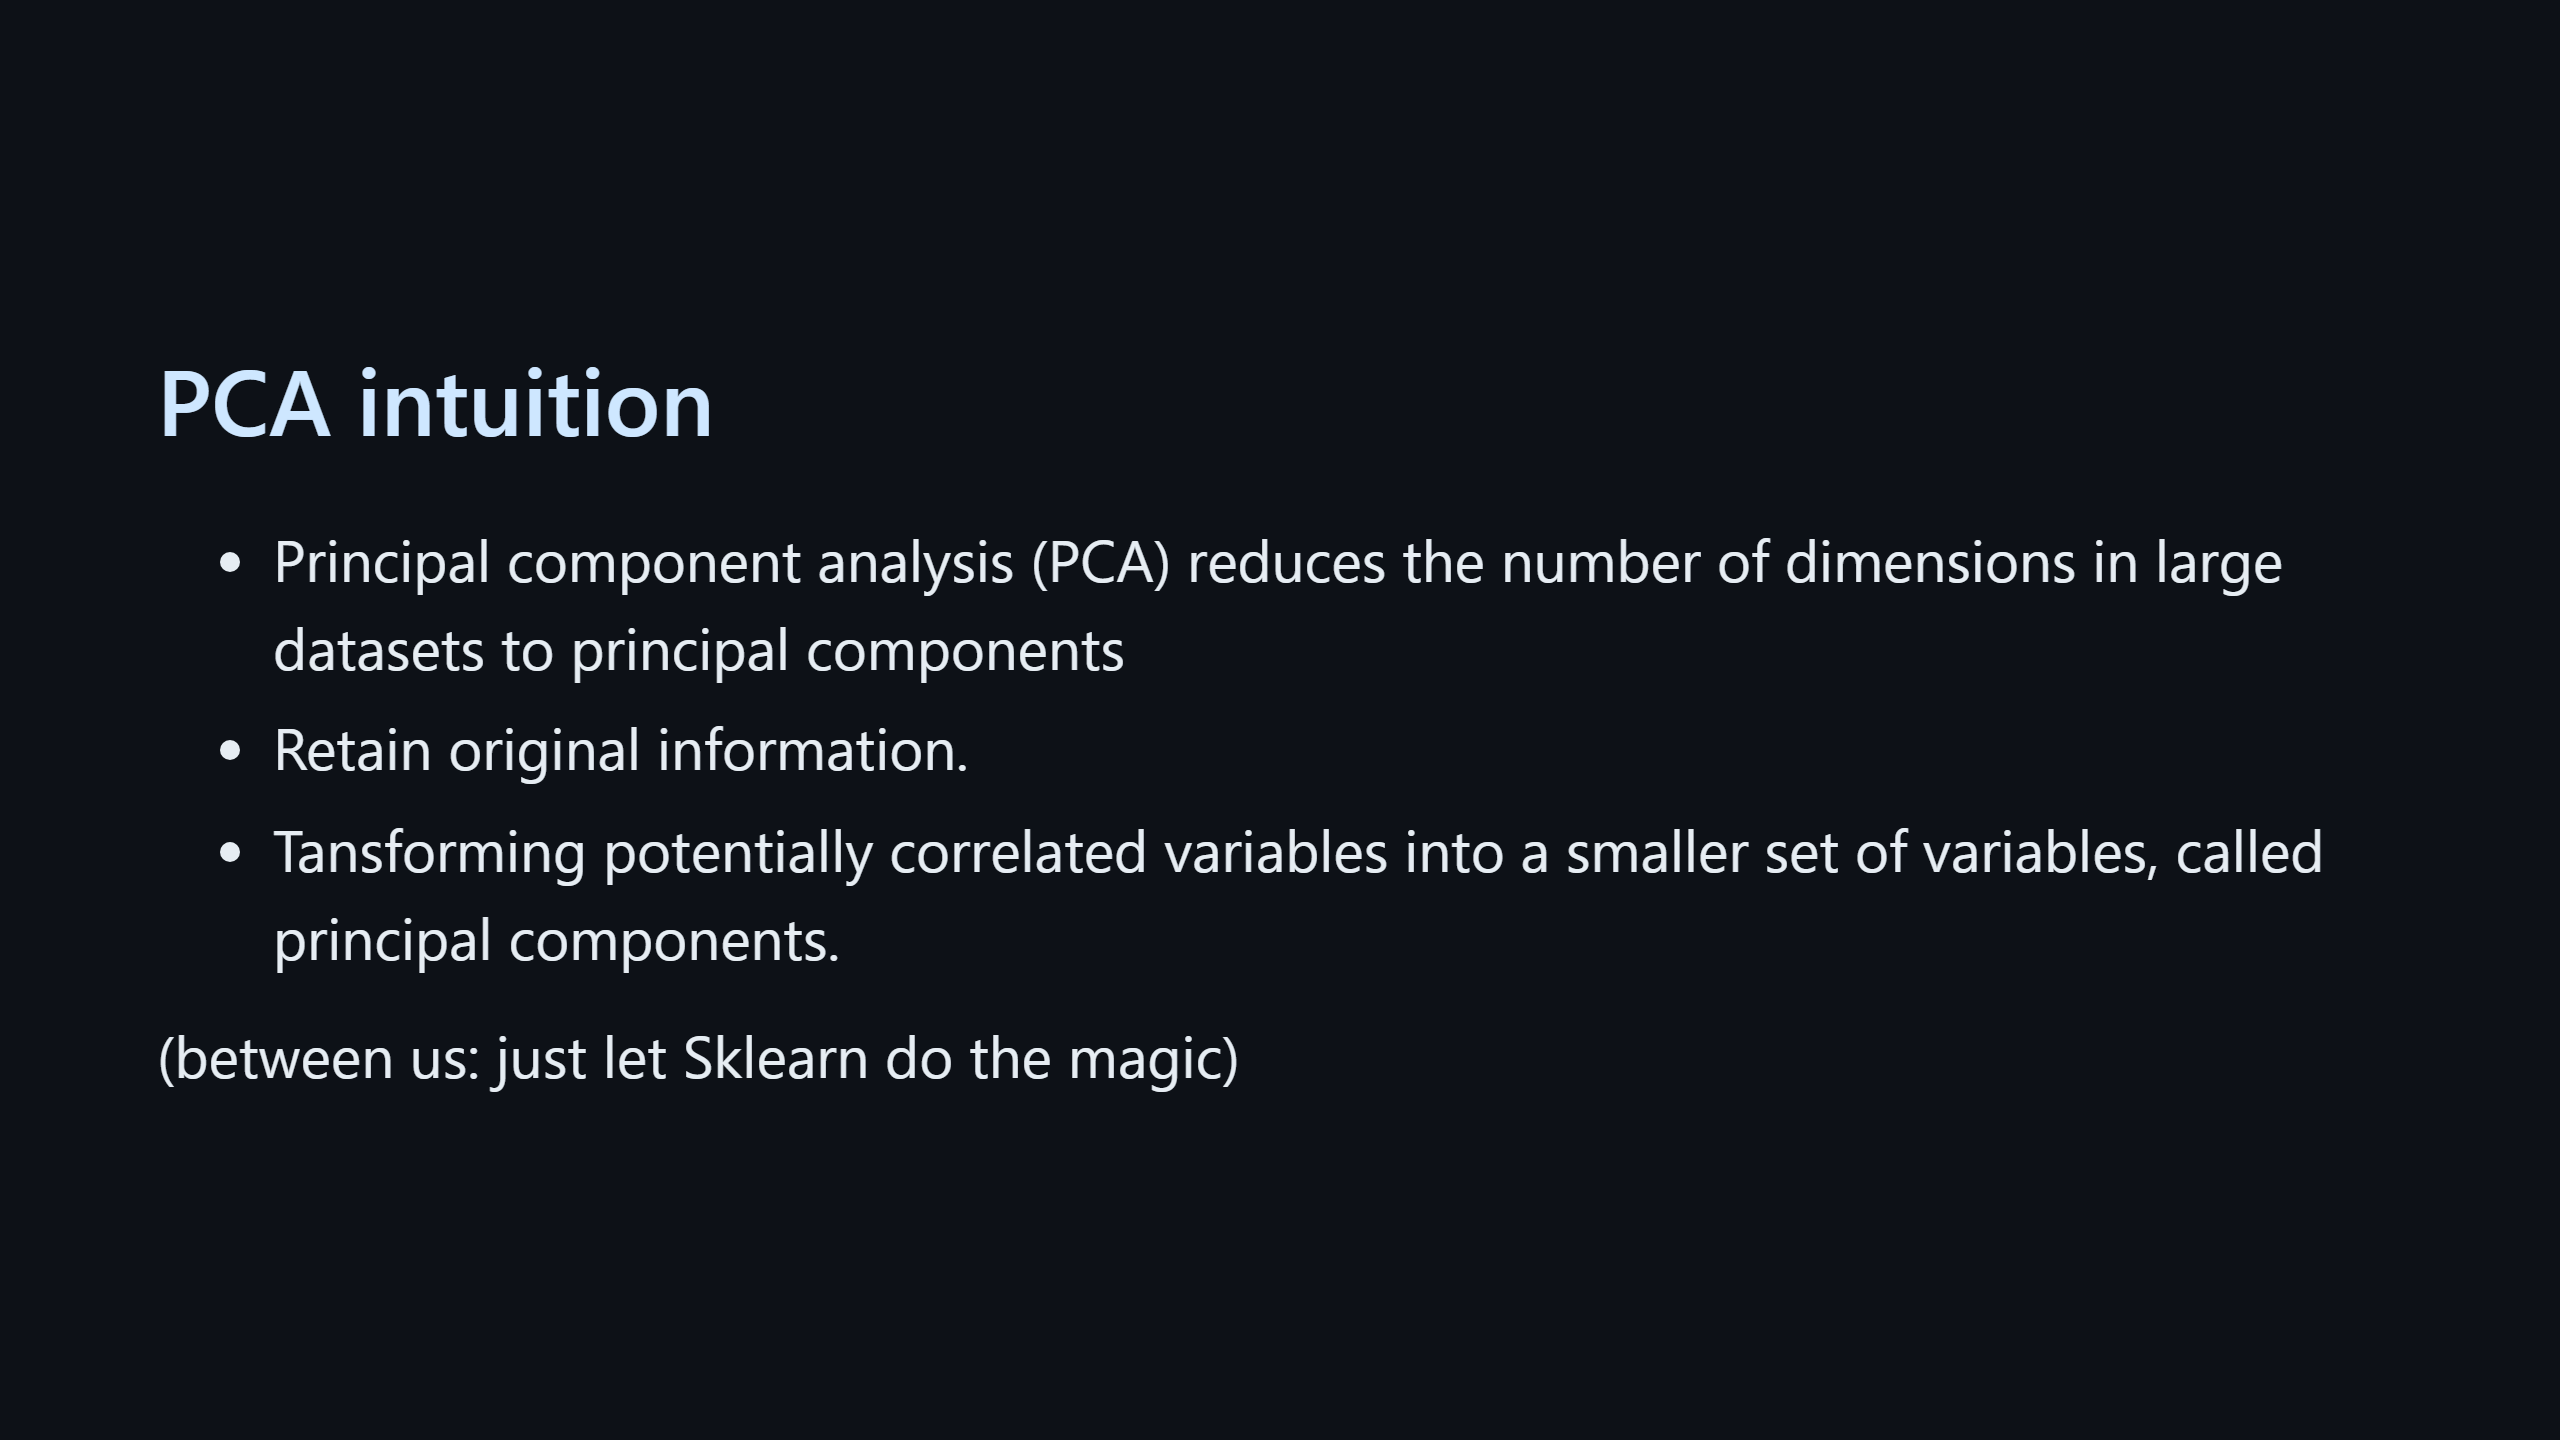 PCA intuition
• Principal component analysis (PCA) reduces the number of dimensions in large
datasets to principal components
• Retain original information.
• Tansforming potentially correlated variables into a smaller set of variables, called
principal components.
(between us: just let Sklearn do the magic)